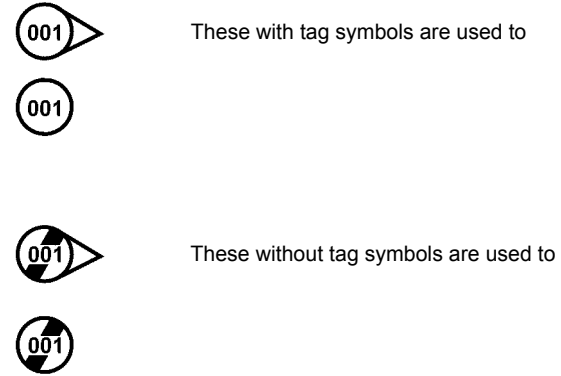 001 These with tag symbols are used to
001
001 These without tag symbols are used to
001